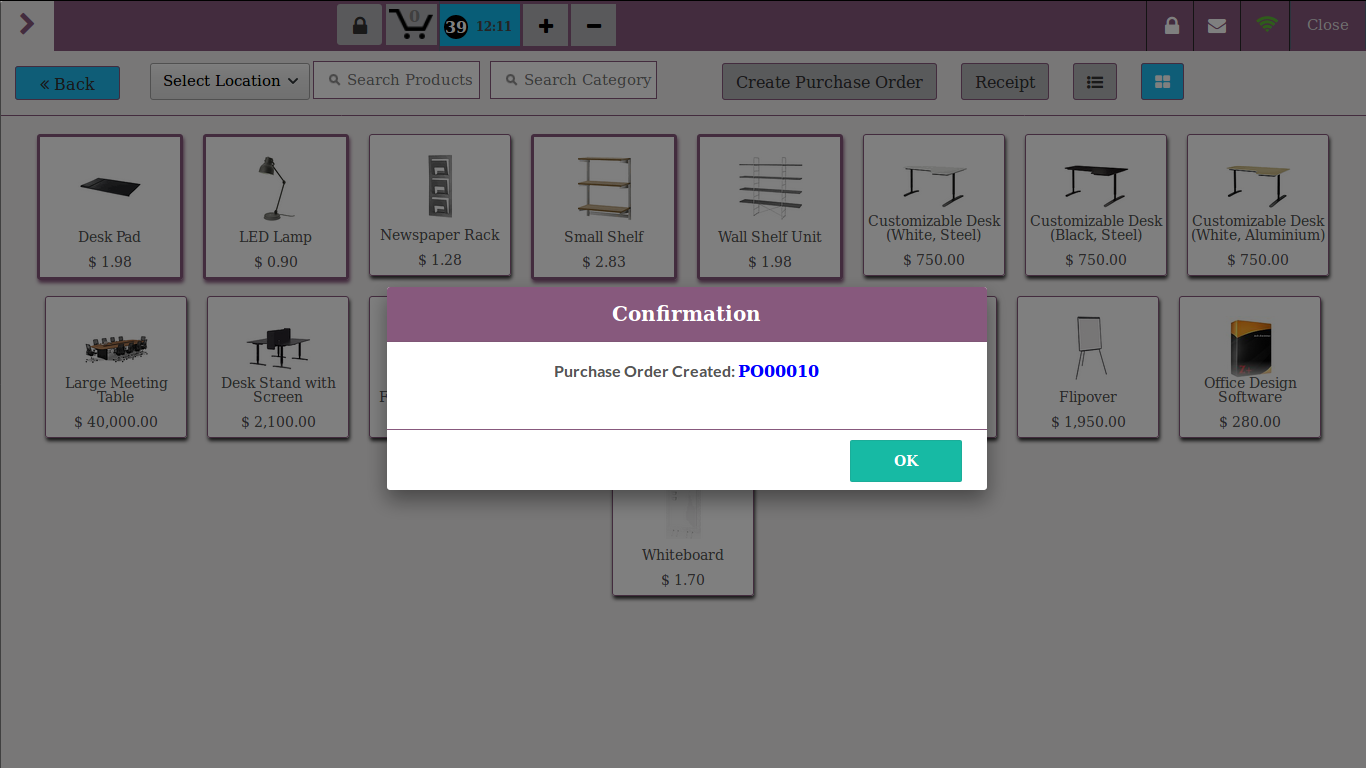 0
39 12:11 + −
Close
« Back
Select Location
Search Products
Search Category
Create Purchase Order
Receipt
Desk Pad
$ 1.98
LED Lamp
$ 0.90
Newspaper Rack
$ 1.28
Small Shelf
$ 2.83
Wall Shelf Unit
$ 1.98
Customizable Desk
(White, Steel)
$ 750.00
Customizable Desk
(Black, Steel)
$ 750.00
Customizable Desk
(White, Aluminium)
$ 750.00
Large Meeting
Table
$ 40,000.00
Desk Stand with
Screen
$ 2,100.00
F
Flipover
$ 1,950.00
Office Design
Software
$ 280.00
Confirmation
Purchase Order Created: PO00010
OK
Whiteboard
$ 1.70